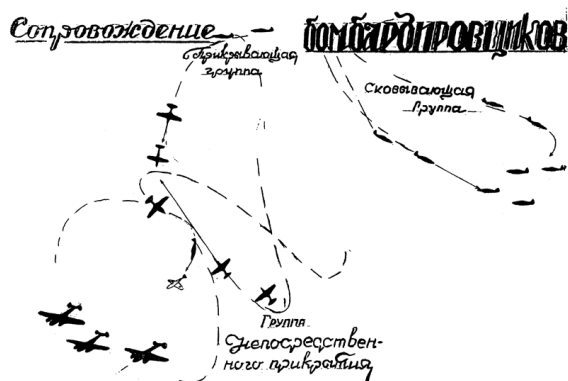 Сопровождение бомбардировщиков
Прикрывающая
группа
Сковывающая
группа
Группа
непосредствен-
ного прикрытия